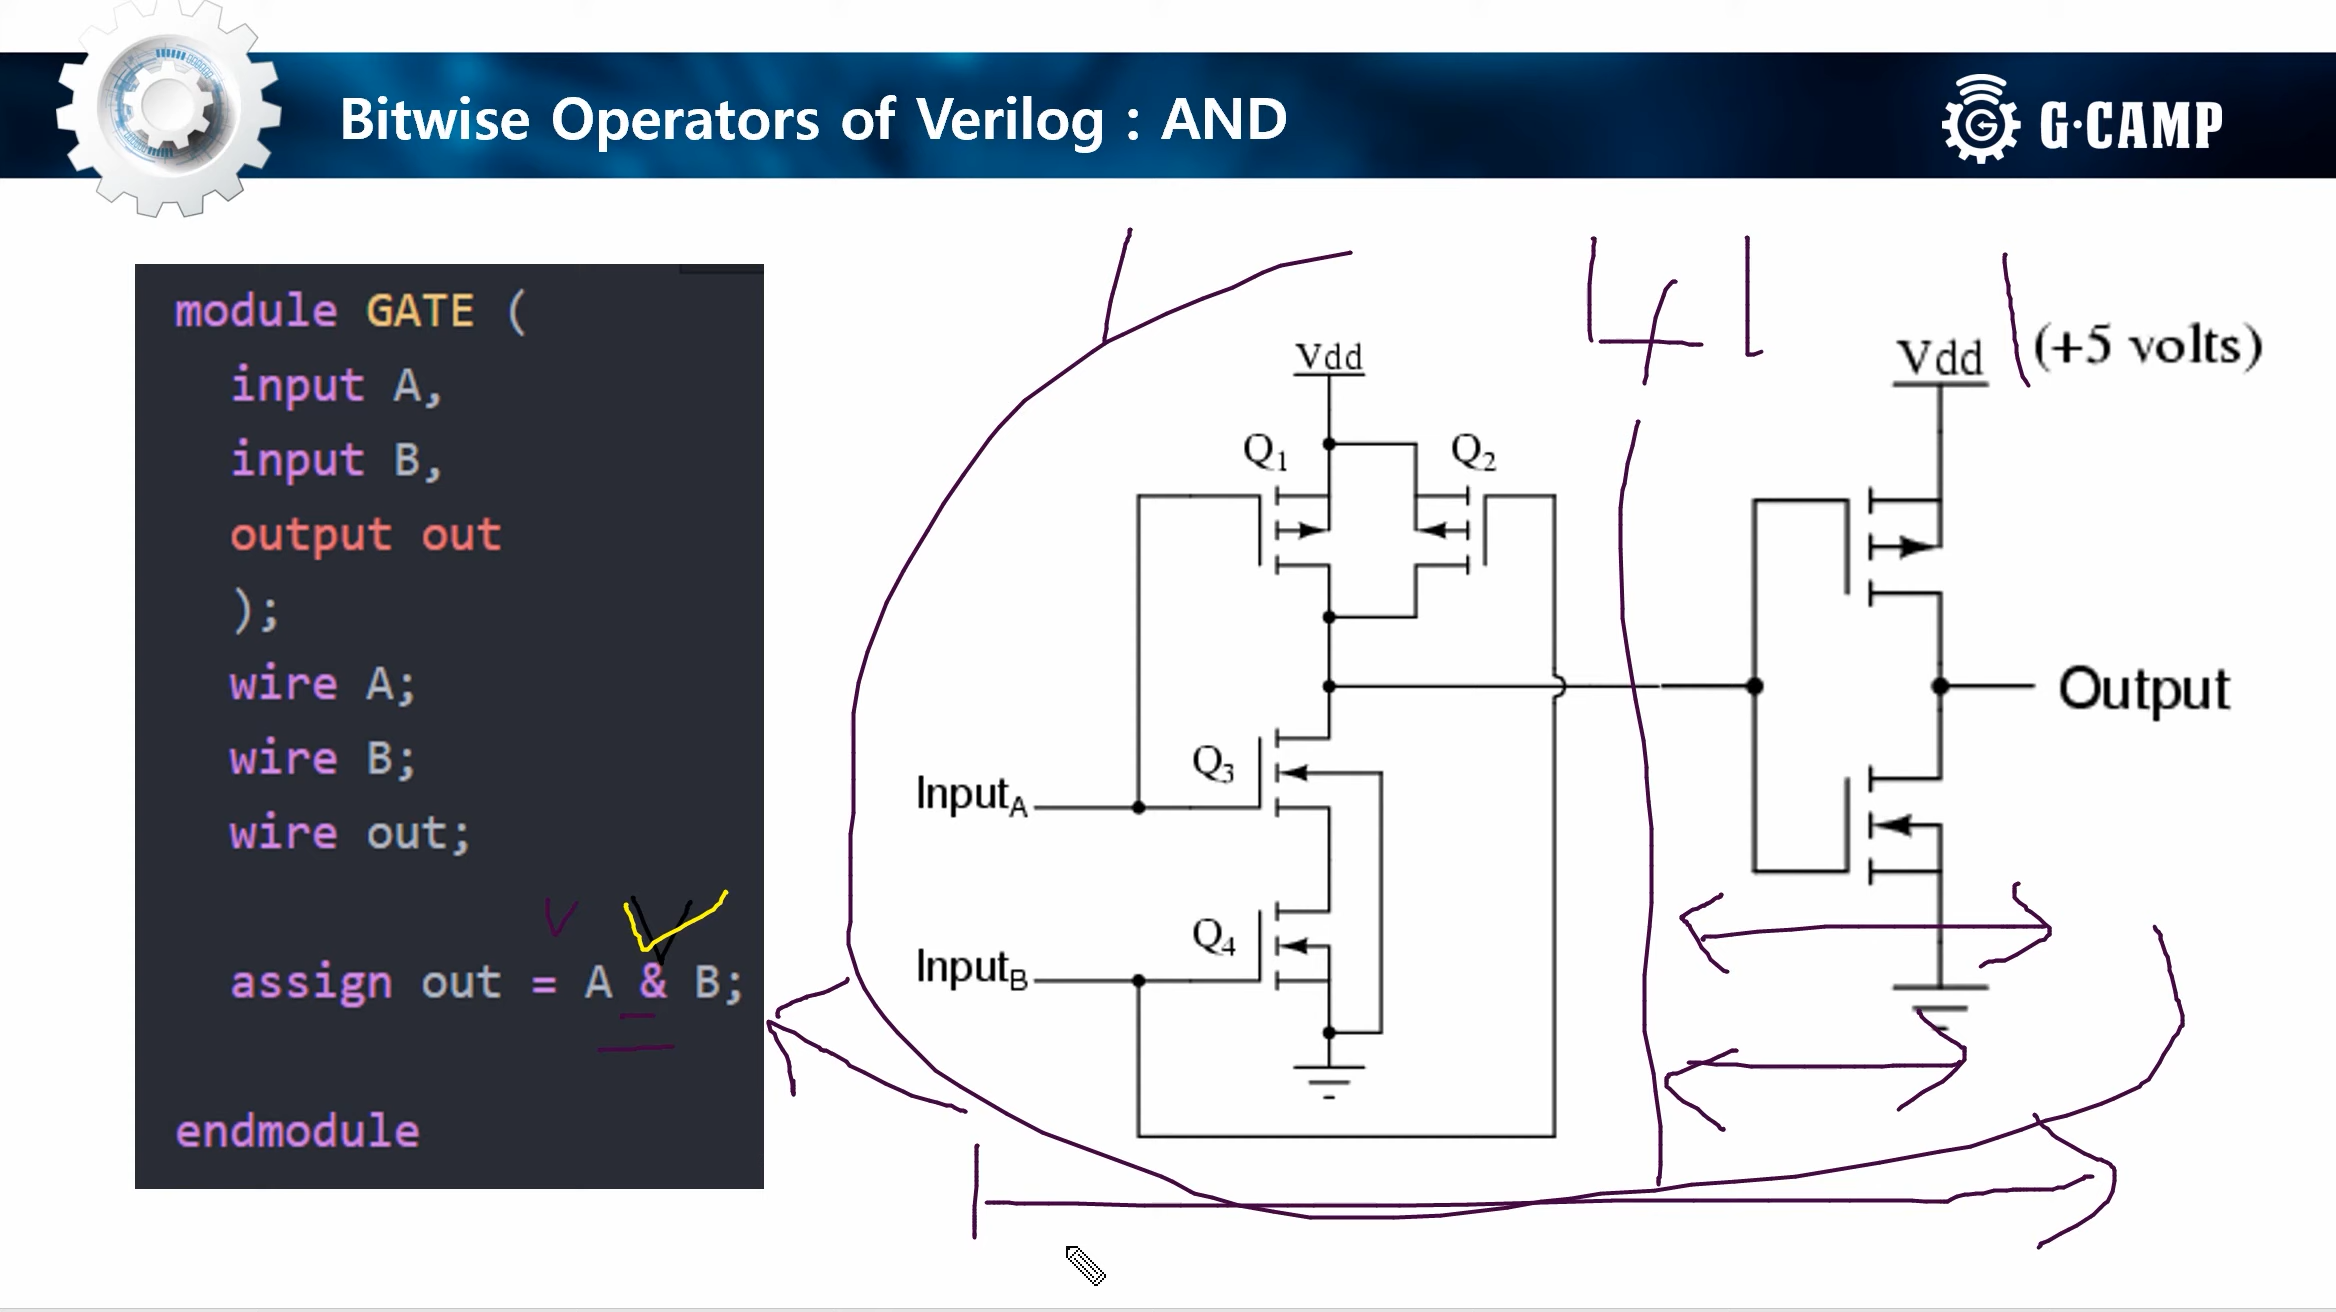 Bitwise Operators of Verilog : AND
G·CAMP
module GATE (
input A,
input B,
output out
);
wire A;
wire B;
wire out;
assign out = A & B;
endmodule
Vdd
Q1
Q2
Q3
InputA
Q4
InputB
4
Vdd
(+5 volts)
Output